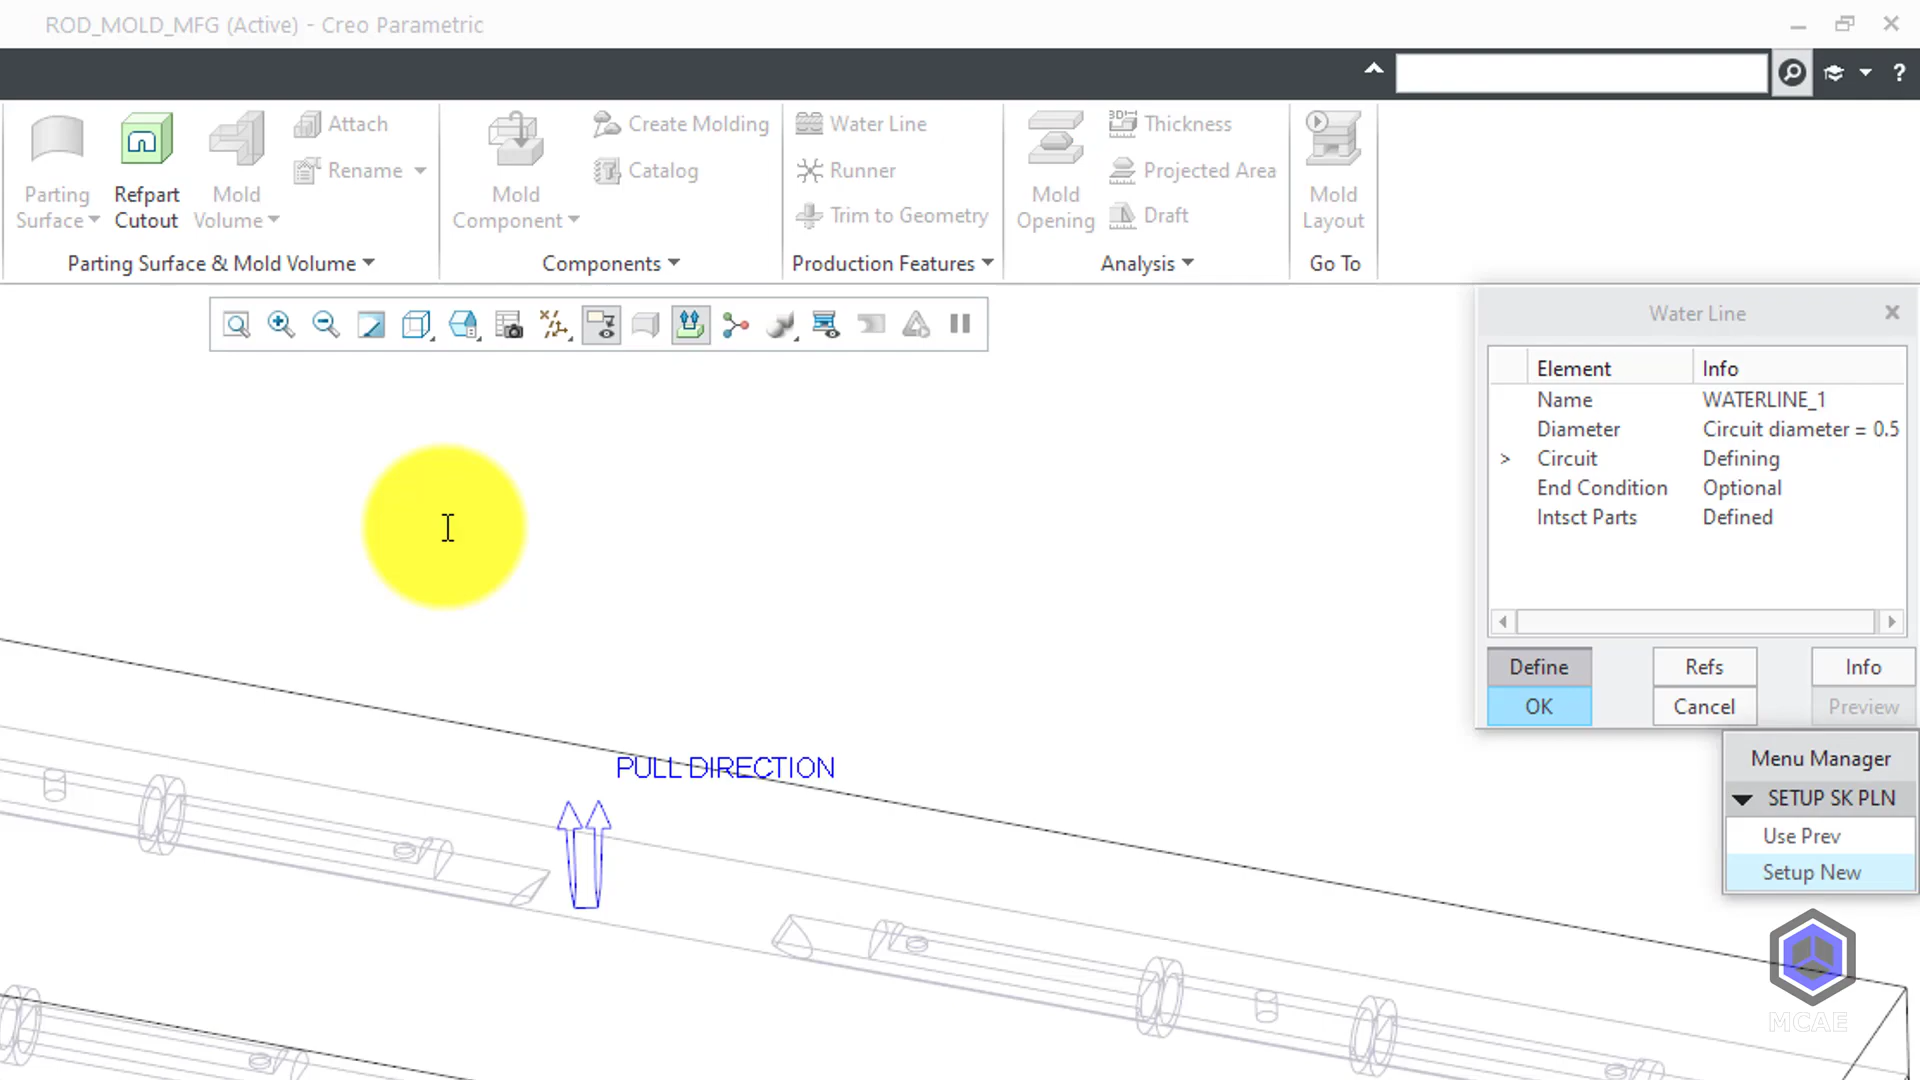 ROD_MOLD_MFG (Active) - Creo Parametric
Parting Surface
Refpart Cutout
Mold Volume
Attach
Rename
Parting Surface & Mold Volume
Mold Component
Create Molding
Catalog
Components
Water Line
Runner
Trim to Geometry
Production Features
Mold Opening
3D
Thickness
Projected Area
Draft
Analysis
Mold Layout
Go To
Water Line
Element Info
Name WATERLINE_1
Diameter Circuit diameter = 0.5
> Circuit Defining
End Condition Optional
Intsct Parts Defined
Define Refs Info
OK Cancel Preview
Menu Manager
SETUP SK PLN
Use Prev
Setup New
PULL DIRECTION
MCAE